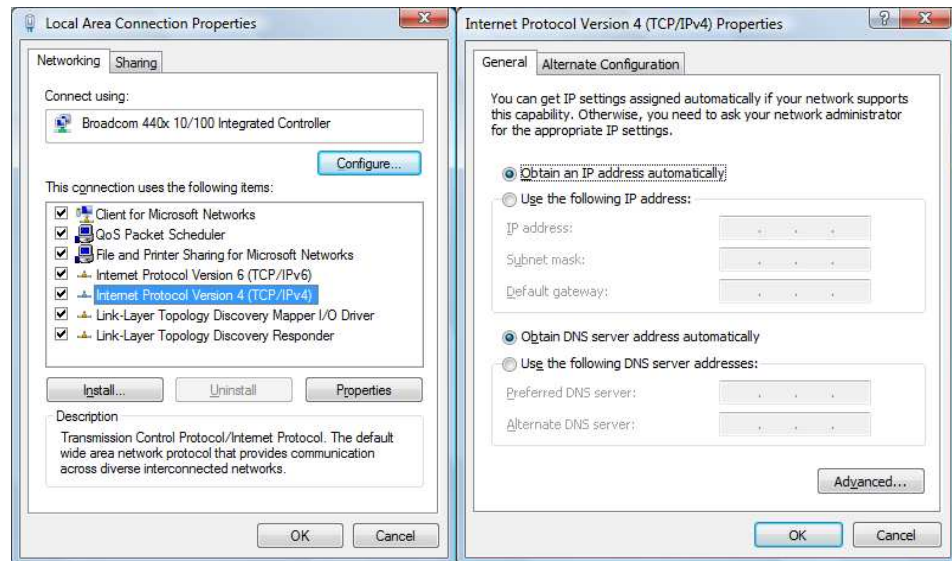 Local Area Connection Properties
Networking
Sharing
Connect using:
Broadcom 440x 10/100 Integrated Controller
Configure...
This connection uses the following items:
Client for Microsoft Networks
QoS Packet Scheduler
File and Printer Sharing for Microsoft Networks
Internet Protocol Version 6 (TCP/IPv6)
Internet Protocol Version 4 (TCP/IPv4)
Link-Layer Topology Discovery Mapper I/O Driver
Link-Layer Topology Discovery Responder
Install...
Uninstall
Properties
Description
Transmission Control Protocol/Internet Protocol. The default
wide area network protocol that provides communication
across diverse interconnected networks.
OK
Cancel
Internet Protocol Version 4 (TCP/IPv4) Properties
General
Alternate Configuration
You can get IP settings assigned automatically if your network supports
this capability. Otherwise, you need to ask your network administrator
for the appropriate IP settings.
Obtain an IP address automatically
Use the following IP address:
IP address:
Subnet mask:
Default gateway:
Obtain DNS server address automatically
Use the following DNS server addresses:
Preferred DNS server:
Alternate DNS server:
Advanced...
OK
Cancel